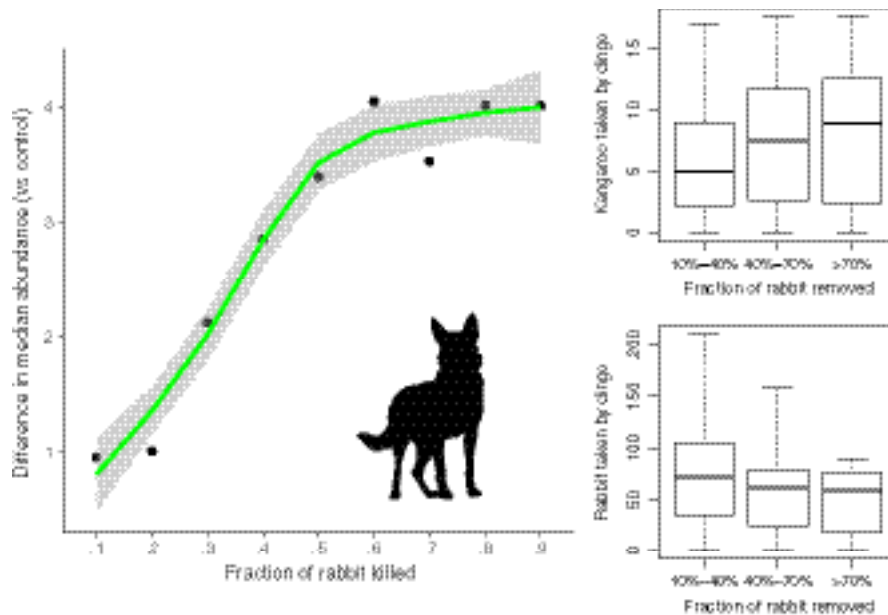 Difference in median abundance (vs control)
4
3
2
1
.1 .2 .3 .4 .5 .6 .7 .8 .9
Fraction of rabbit killed
Kangaroo taken by dingo
15
10
5
0
10%–40% 40%–70% >70%
Fraction of rabbit removed
Rabbit taken by dingo
200
150
100
50
0
10%–40% 40%–70% >70%
Fraction of rabbit removed